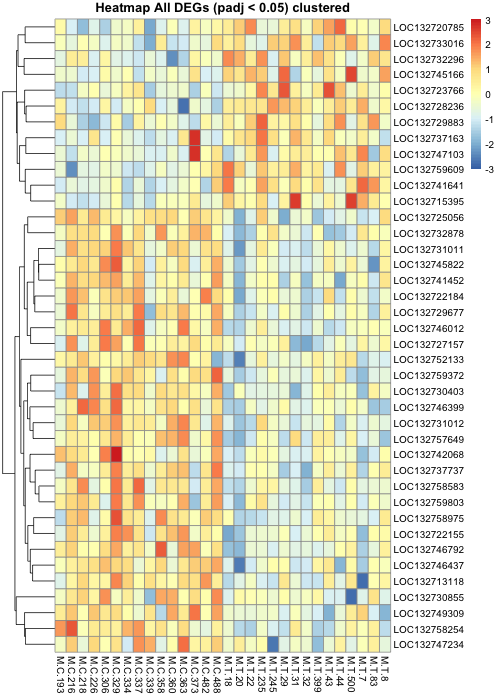 Heatmap All DEGs (padj < 0.05) clustered
3
2
1
0
-1
-2
-3
LOC132720785
LOC132733016
LOC132732296
LOC132745166
LOC132723766
LOC132728236
LOC132729883
LOC132737163
LOC132747103
LOC132759609
LOC132741641
LOC132715395
LOC132725056
LOC132732878
LOC132731011
LOC132745822
LOC132741452
LOC132722184
LOC132729677
LOC132746012
LOC132727157
LOC132752133
LOC132759372
LOC132730403
LOC132746399
LOC132731012
LOC132757649
LOC132742068
LOC132737737
LOC132758583
LOC132759803
LOC132758975
LOC132722155
LOC132746792
LOC132746437
LOC132713118
LOC132730855
LOC132749309
LOC132758254
LOC132747234
M.C.193
M.C.216
M.C.218
M.C.226
M.C.306
M.C.329
M.C.334
M.C.337
M.C.339
M.C.358
M.C.360
M.C.363
M.C.373
M.C.482
M.C.488
M.T.18
M.T.20
M.T.22
M.T.235
M.T.245
M.T.29
M.T.31
M.T.32
M.T.399
M.T.43
M.T.44
M.T.500
M.T.7
M.T.83
M.T.8